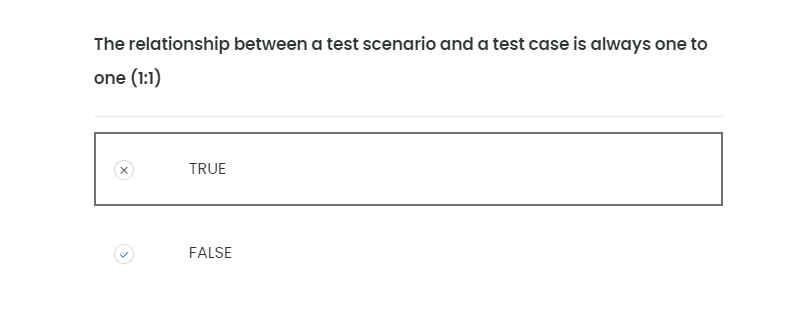 The relationship between a test scenario and a test case is always one to
one (1:1)
TRUE
FALSE